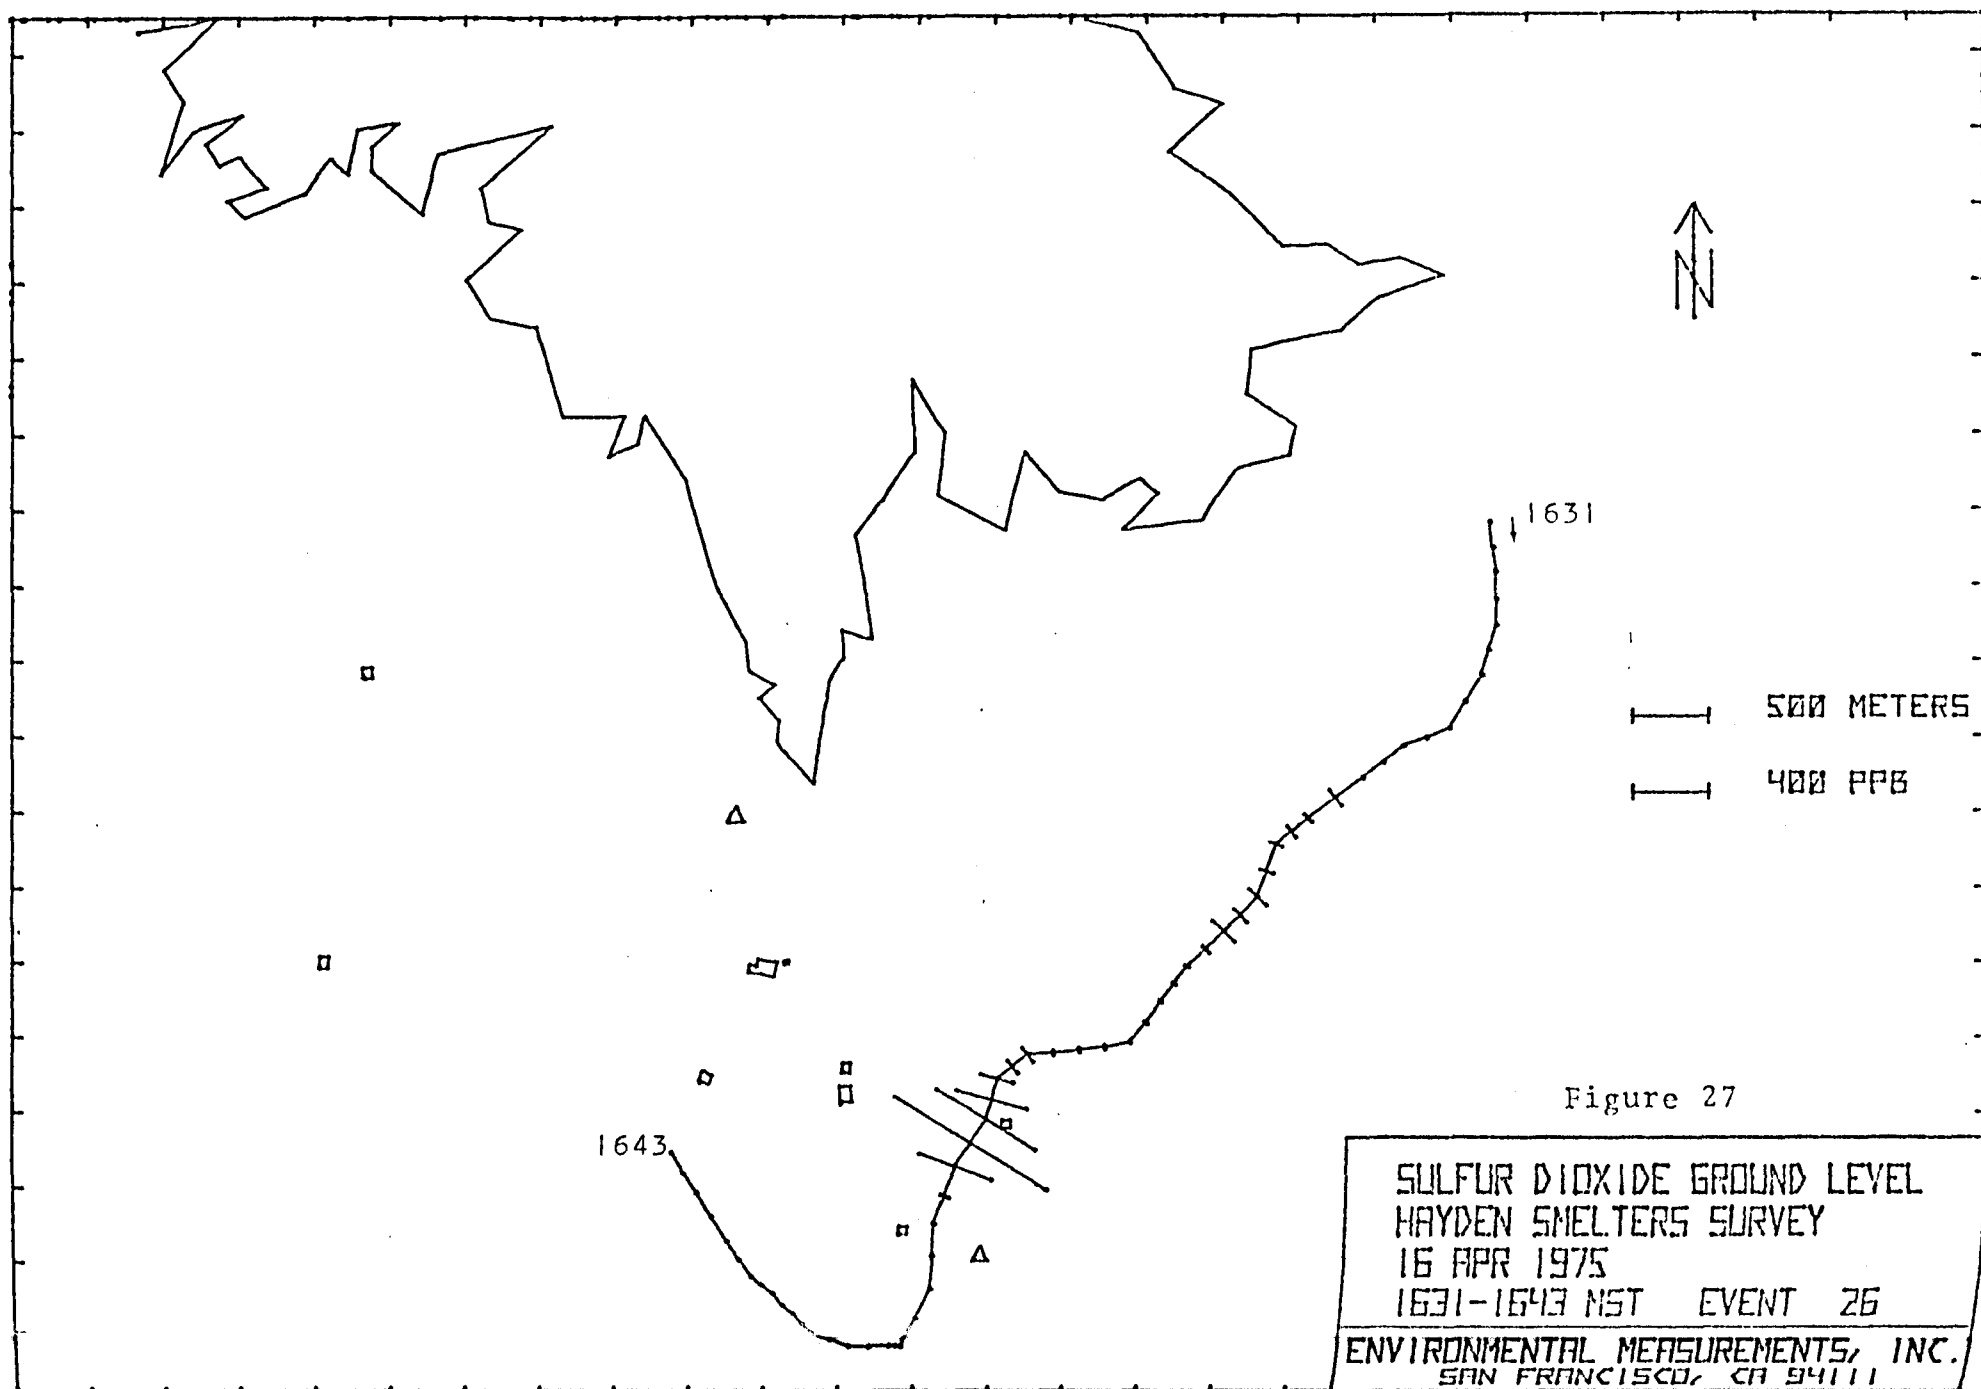 N
1631
500 METERS
400 PPB
Figure 27
1643
SULFUR DIOXIDE GROUND LEVEL
HAYDEN SMELTERS SURVEY
16 APR 1975
1631-1643 MST EVENT 26
ENVIRONMENTAL MEASUREMENTS, INC.
SAN FRANCISCO, CA 94111